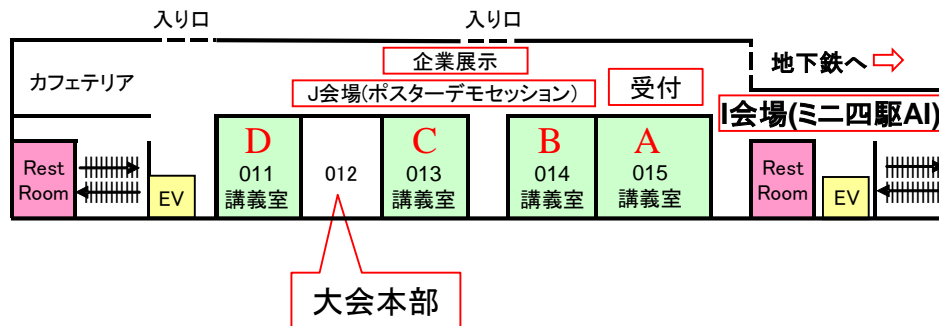 入り口
入り口
企業展示
地下鉄へ
カフェテリア
J会場(ポスターデモセッション)
受付
I会場(ミニ四駆AI)
D
011
講義室
012
C
013
講義室
B
014
講義室
A
015
講義室
Rest
Room
EV
Rest
Room
EV
大会本部